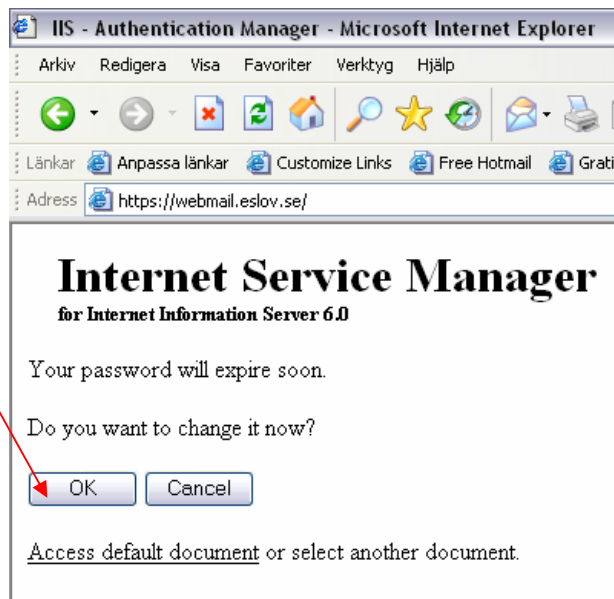 IIS - Authentication Manager - Microsoft Internet Explorer
Arkiv Redigera Visa Favoriter Verktyg Hjälp
Länkar Anpassa länkar Customize Links Free Hotmail Grati
Adress https://webmail.eslov.se/
Internet Service Manager
for Internet Information Server 6.0
Your password will expire soon.
Do you want to change it now?
OK Cancel
Access default document or select another document.